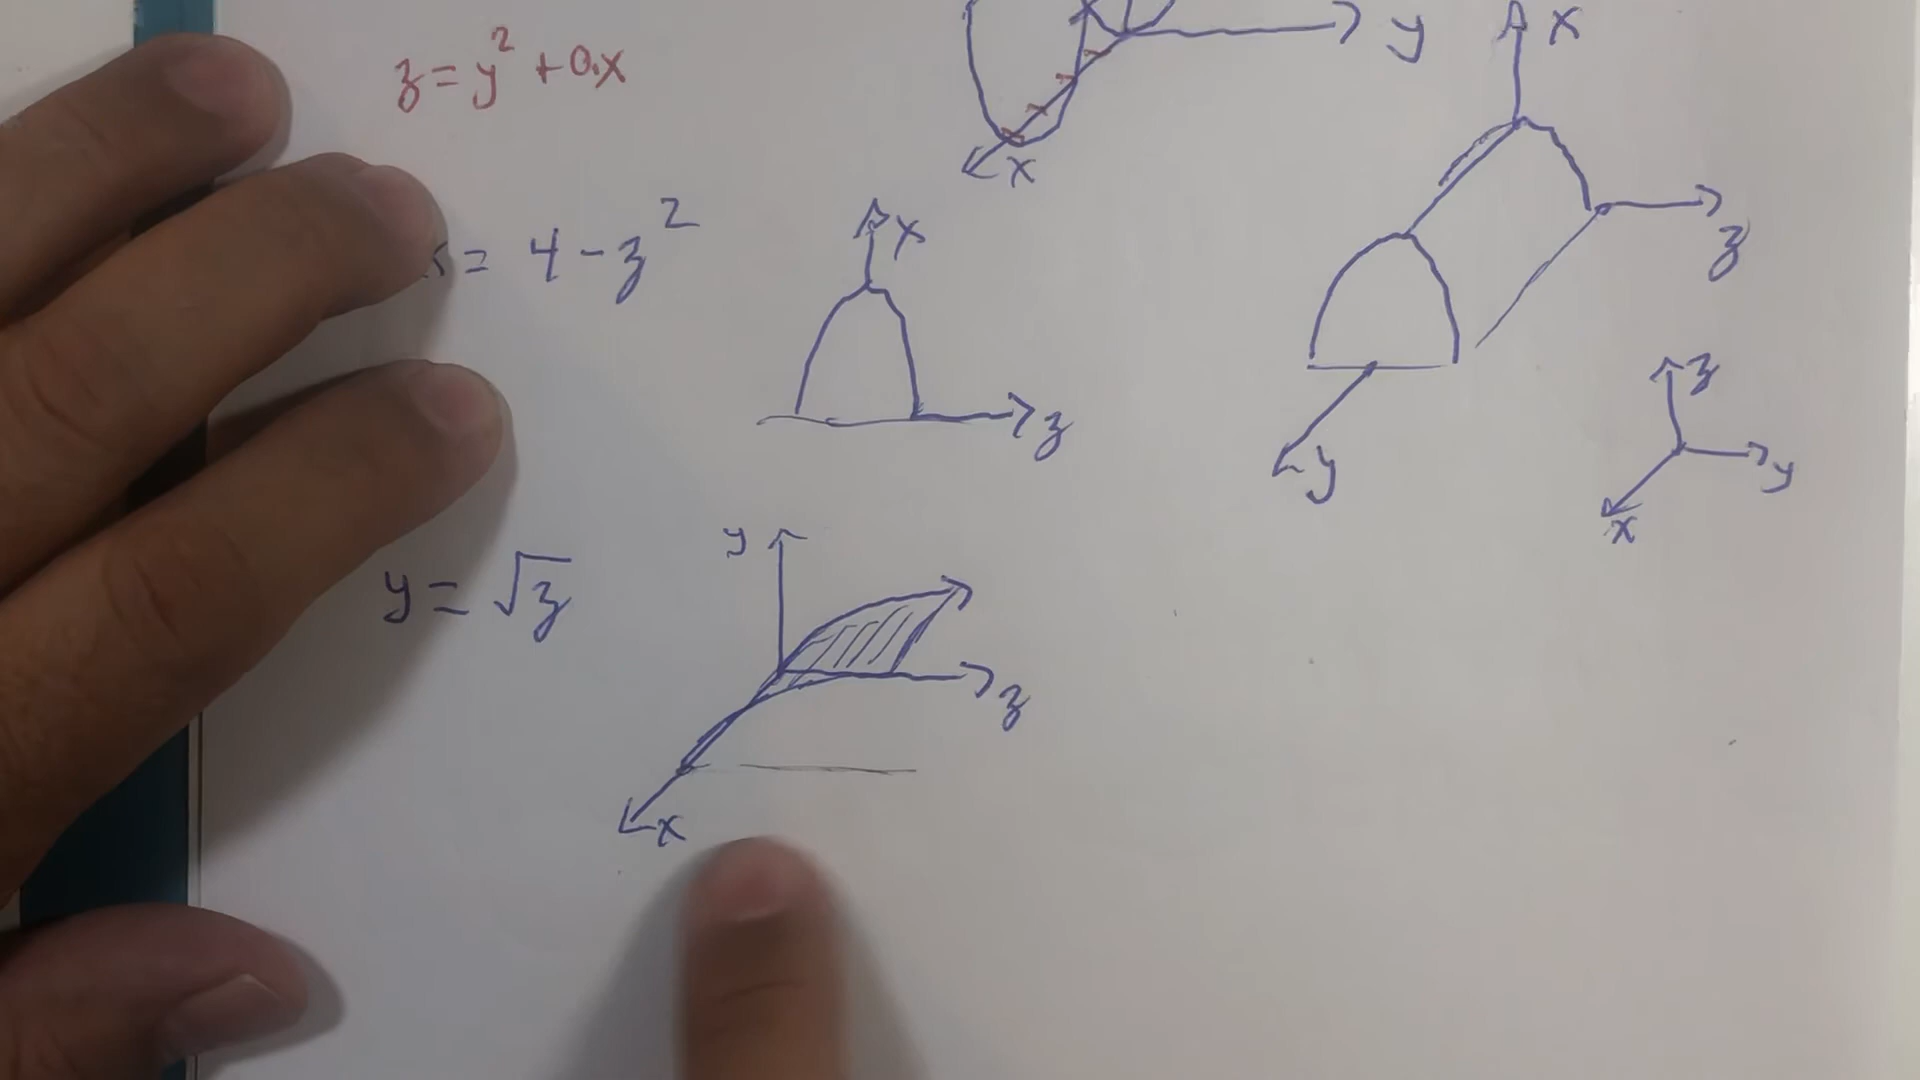 z = y² + 0.x
y
x
x
x = 4 - z²
x
z
z
y
z
y
x
y = √z
y
z
x